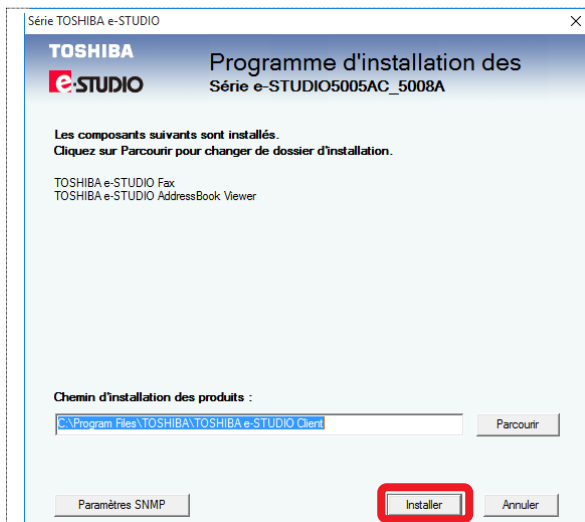 Série TOSHIBA e-STUDIO
TOSHIBA
e-STUDIO
Programme d'installation des
Série e-STUDIO5005AC_5008A
Les composants suivants sont installés.
Cliquez sur Parcourir pour changer de dossier d'installation.
TOSHIBA e-STUDIO Fax
TOSHIBA e-STUDIO AddressBook Viewer
Chemin d'installation des produits :
C:\Program Files\TOSHIBA\TOSHIBA e-STUDIO Client
Parcourir
Paramètres SNMP
Installer
Annuler